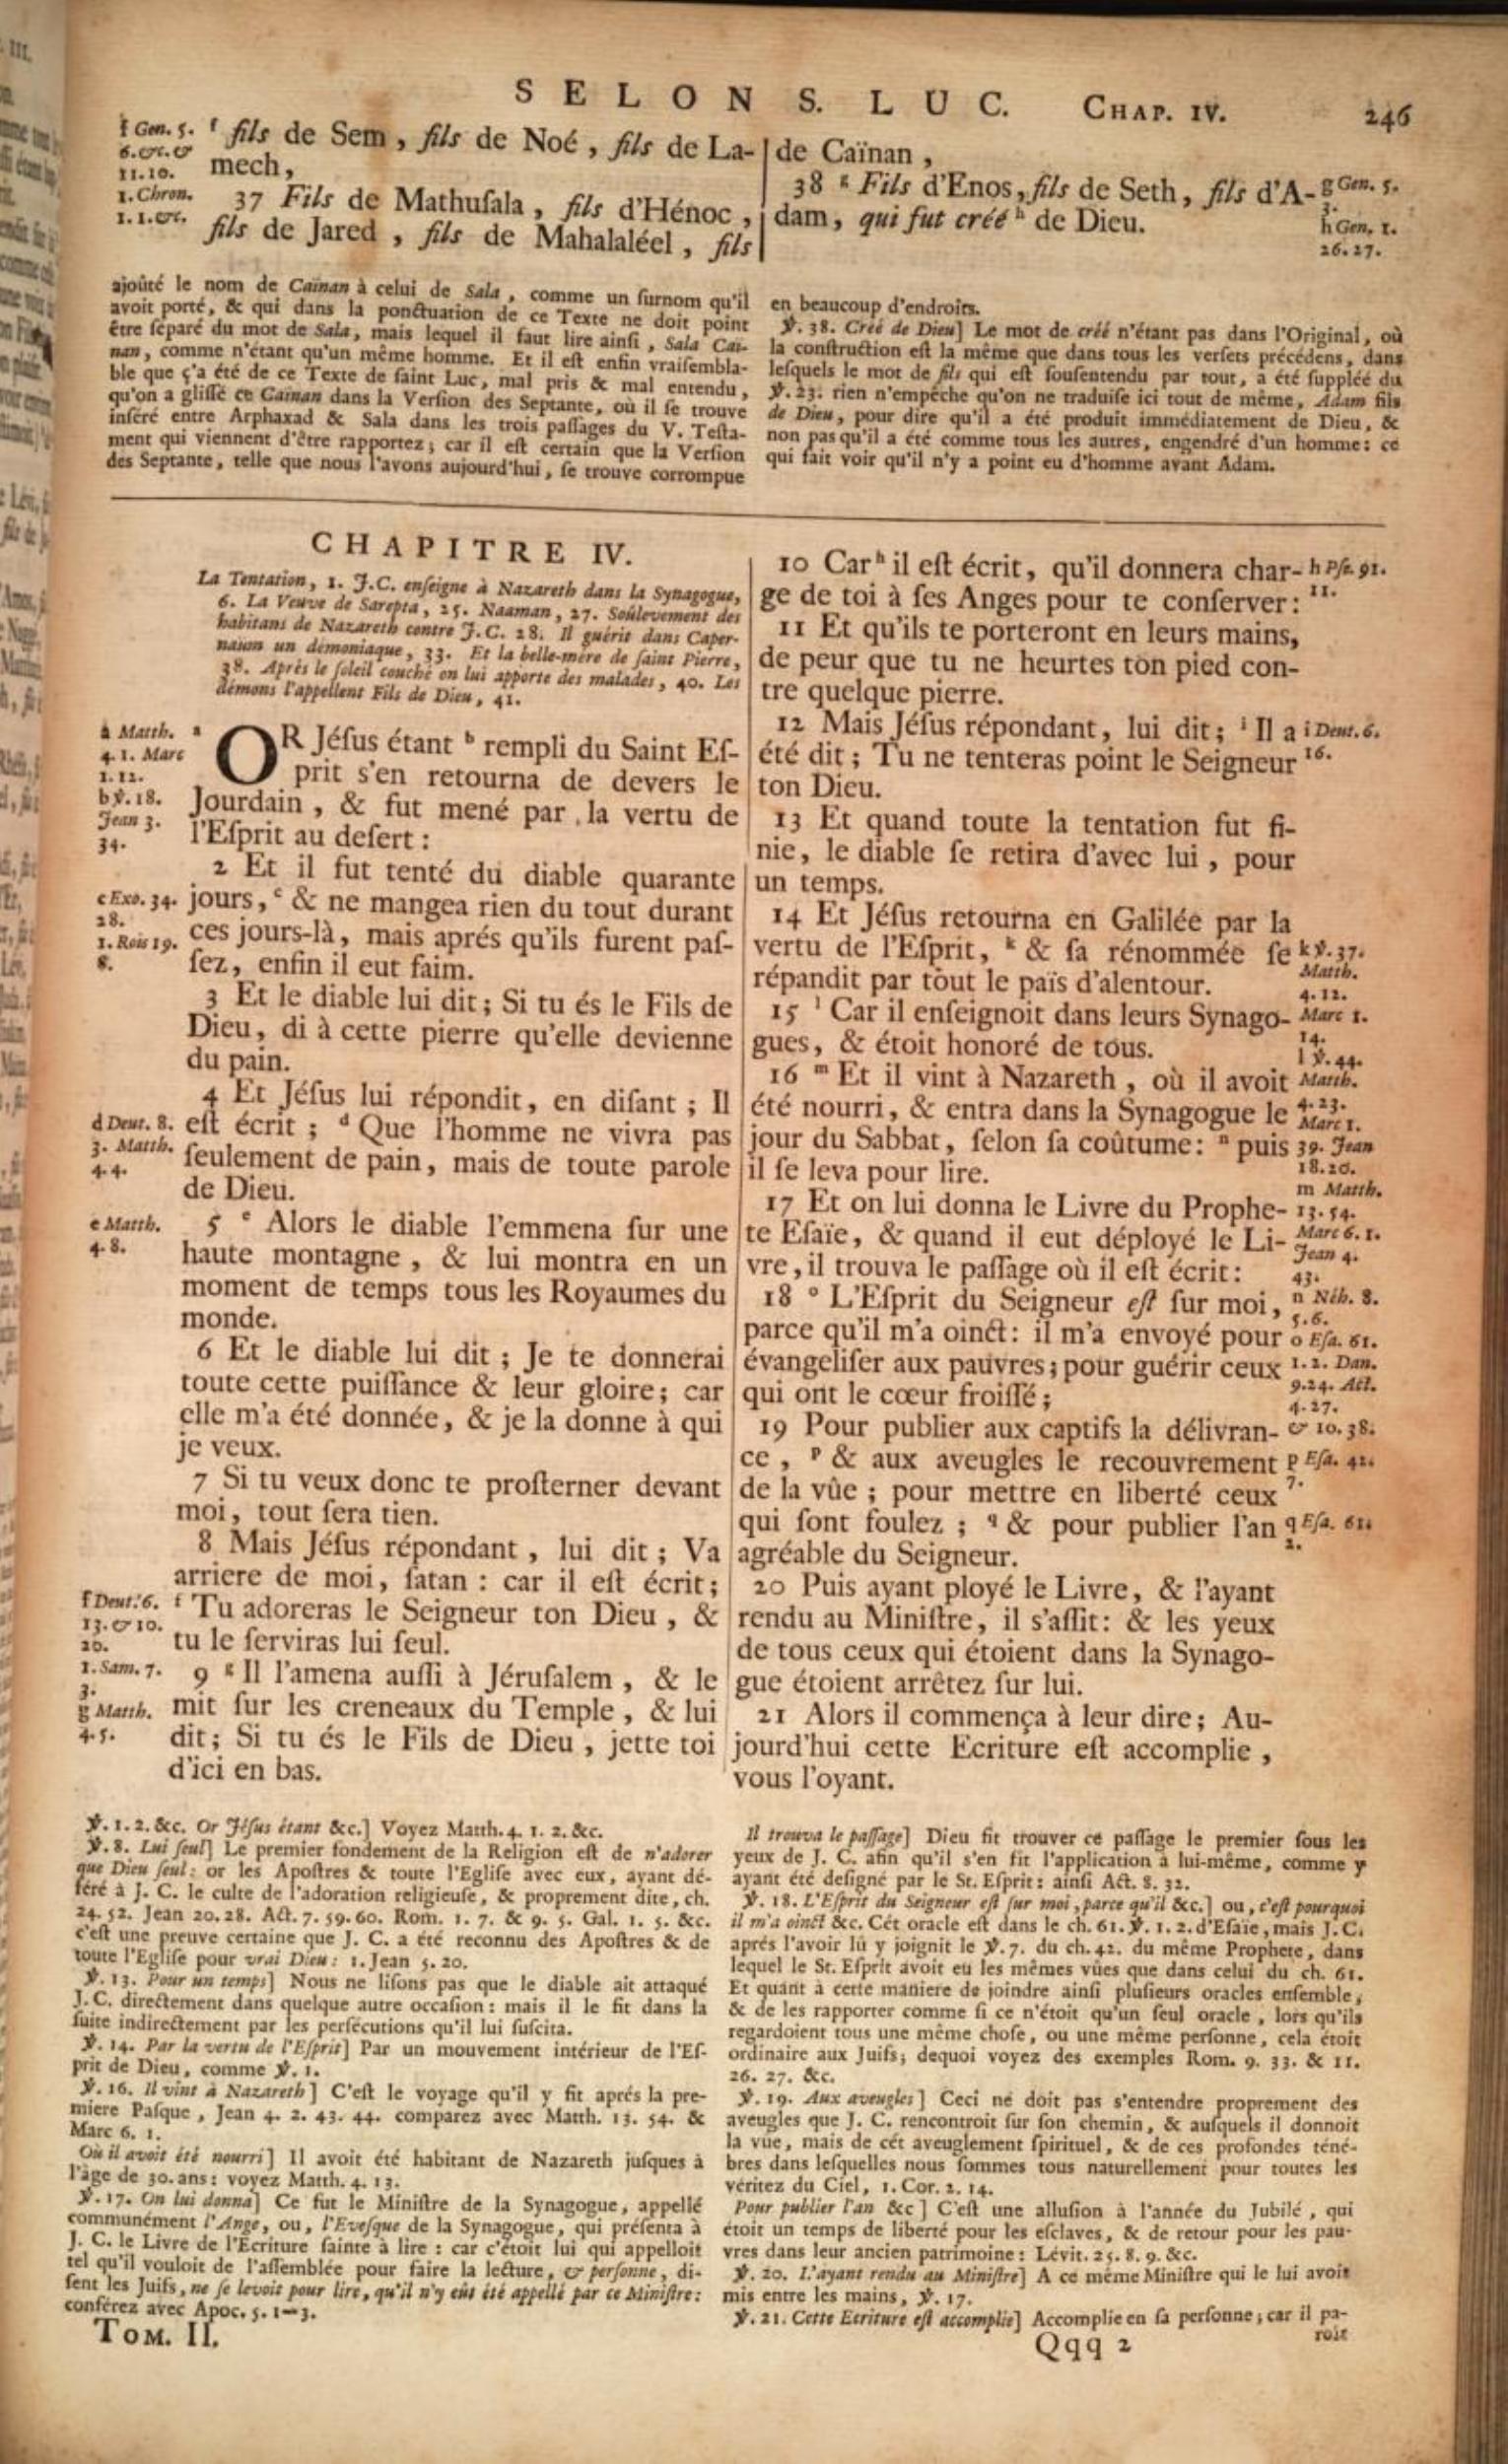 SELON S. LUC. CHAP. IV. 246
f Gen. 5.
6. &c. &
11. 10.
1. Chron.
1. 1. &c.
f fils de Sem, fils de Noé, fils de La-
mech,
37 Fils de Mathusala, fils d'Hénoc,
fils de Jared, fils de Mahalaléel, fils
de Caïnan,
38 g Fils d'Enos, fils de Seth, fils d'A-
dam, qui fut créé h de Dieu.
g Gen. 5.
3.
h Gen. 1.
26. 27.
ajoûté le nom de Caïnan à celui de Sala, comme un surnom qu'il
avoit porté, & qui dans la ponctuation de ce Texte ne doit point
être séparé du mot de Sala, mais lequel il faut lire ainsi, Sala Caï-
nan, comme n'étant qu'un même homme. Et il est enfin vraisembla-
ble que ç'a été de ce Texte de saint Luc, mal pris & mal entendu,
qu'on a glissé ce Caïnan dans la Version des Septante, où il se trouve
inséré entre Arphaxad & Sala dans les trois passages du V. Testa-
ment qui viennent d'être rapportez; car il est certain que la Version
des Septante, telle que nous l'avons aujourd'hui, se trouve corrompue
en beaucoup d'endroits.
℣. 38. Créé de Dieu] Le mot de créé n'étant pas dans l'Original, où
la construction est la même que dans tous les versets précédens, dans
lesquels le mot de fils qui est sousentendu par tout, a été suppléé du
℣. 23. rien n'empêche qu'on ne traduise ici tout de même, Adam fils
de Dieu, pour dire qu'il a été produit immédiatement de Dieu, &
non pas qu'il a été comme tous les autres, engendré d'un homme: ce
qui fait voir qu'il n'y a point eu d'homme avant Adam.
CHAPITRE IV.
La Tentation, 1. J.C. enseigne à Nazareth dans la Synagogue,
6. La Veuve de Sarepta, 25. Naaman, 27. Soûlevement des
habitans de Nazareth contre J.C. 28. Il guérit dans Caper-
naüm un démoniaque, 33. Et la belle-mère de saint Pierre,
38. Aprés le soleil couché on lui apporte des malades, 40. Les
démons l'appellent Fils de Dieu, 41.
a Matth.
4. 1. Marc
1. 12.
b ℣. 18.
Jean 3.
34.
a OR Jésus étant b rempli du Saint Es-
prit s'en retourna de devers le
Jourdain, & fut mené par la vertu de
l'Esprit au desert:
2 Et il fut tenté du diable quarante
jours, c & ne mangea rien du tout durant
ces jours-là, mais aprés qu'ils furent pas-
sez, enfin il eut faim.
c Exo. 34.
28.
1. Rois 19.
8.
3 Et le diable lui dit; Si tu és le Fils de
Dieu, di à cette pierre qu'elle devienne
du pain.
4 Et Jésus lui répondit, en disant; Il
est écrit; d Que l'homme ne vivra pas
seulement de pain, mais de toute parole
de Dieu.
d Deut. 8.
3. Matth.
4. 4.
5 e Alors le diable l'emmena sur une
haute montagne, & lui montra en un
moment de temps tous les Royaumes du
monde.
e Matth.
4. 8.
6 Et le diable lui dit; Je te donnerai
toute cette puissance & leur gloire; car
elle m'a été donnée, & je la donne à qui
je veux.
7 Si tu veux donc te prosterner devant
moi, tout sera tien.
8 Mais Jésus répondant, lui dit; Va
arriere de moi, satan: car il est écrit;
f Tu adoreras le Seigneur ton Dieu, &
tu le serviras lui seul.
f Deut. 6.
13. & 10.
20.
1. Sam. 7.
3.
9 g Il l'amena aussi à Jérusalem, & le
mit sur les creneaux du Temple, & lui
dit; Si tu és le Fils de Dieu, jette toi
d'ici en bas.
g Matth.
4. 5.
10 Car h il est écrit, qu'il donnera char-
ge de toi à ses Anges pour te conserver:
h Pse. 91.
11.
11 Et qu'ils te porteront en leurs mains,
de peur que tu ne heurtes ton pied con-
tre quelque pierre.
12 Mais Jésus répondant, lui dit; i Il a
été dit; Tu ne tenteras point le Seigneur
ton Dieu.
i Deut. 6.
16.
13 Et quand toute la tentation fut fi-
nie, le diable se retira d'avec lui, pour
un temps.
14 Et Jésus retourna en Galilée par la
vertu de l'Esprit, k & sa rénommée se
répandit par tout le païs d'alentour.
15 l Car il enseignoit dans leurs Synago-
gues, & étoit honoré de tous.
16 m Et il vint à Nazareth, où il avoit
été nourri, & entra dans la Synagogue le
jour du Sabbat, selon sa coûtume: n puis
il se leva pour lire.
17 Et on lui donna le Livre du Prophe-
te Esaïe, & quand il eut déployé le Li-
vre, il trouva le passage où il est écrit:
18 o L'Esprit du Seigneur est sur moi,
parce qu'il m'a oinct: il m'a envoyé pour
évangeliser aux pauvres; pour guérir ceux
qui ont le cœur froissé;
19 Pour publier aux captifs la délivran-
ce, p & aux aveugles le recouvrement
de la vûe; pour mettre en liberté ceux
qui sont foulez; q & pour publier l'an
agréable du Seigneur.
20 Puis ayant ployé le Livre, & l'ayant
rendu au Ministre, il s'assit: & les yeux
de tous ceux qui étoient dans la Synago-
gue étoient arrêtez sur lui.
21 Alors il commença à leur dire; Au-
jourd'hui cette Ecriture est accomplie,
vous l'oyant.
k ℣. 37.
Matth.
4. 12.
Marc 1.
14.
l ℣. 44.
Matth.
4. 23.
Marc 1.
39. Jean
18. 20.
m Matth.
13. 54.
Marc 6. 1.
Jean 4.
43.
n Néh. 8.
5. 6.
o Esa. 61.
1. 2. Dan.
9. 24. Act.
4. 27.
& 10. 38.
p Esa. 42.
7.
q Esa. 61.
2.
℣. 1. 2. &c. Or Jésus étant &c.] Voyez Matth. 4. 1. 2. &c.
℣. 8. Lui seul] Le premier fondement de la Religion est de n'adorer
que Dieu seul: or les Apostres & toute l'Eglise avec eux, ayant dé-
féré à J. C. le culte de l'adoration religieuse, & proprement dite, ch.
24. 52. Jean 20. 28. Act. 7. 59. 60. Rom. 1. 7. & 9. 5. Gal. 1. 5. &c.
c'est une preuve certaine que J. C. a été reconnu des Apostres & de
toute l'Eglise pour vrai Dieu: 1. Jean 5. 20.
℣. 13. Pour un temps] Nous ne lisons pas que le diable ait attaqué
J. C. directement dans quelque autre occasion: mais il le fit dans la
suite indirectement par les persécutions qu'il lui suscita.
℣. 14. Par la vertu de l'Esprit] Par un mouvement intérieur de l'Es-
prit de Dieu, comme ℣. 1.
℣. 16. Il vint à Nazareth] C'est le voyage qu'il y fit aprés la pre-
miere Pasque, Jean 4. 2. 43. 44. comparez avec Matth. 13. 54. &
Marc 6. 1.
Où il avoit été nourri] Il avoit été habitant de Nazareth jusques à
l'âge de 30. ans: voyez Matth. 4. 13.
℣. 17. On lui donna] Ce fut le Ministre de la Synagogue, appellé
communément l'Ange, ou, l'Evesque de la Synagogue, qui présenta à
J. C. le Livre de l'Ecriture sainte à lire: car c'étoit lui qui appelloit
tel qu'il vouloit de l'assemblée pour faire la lecture, & personne, di-
sent les Juifs, ne se levoit pour lire, qu'il n'y eût été appellé par ce Ministre:
conférez avec Apoc. 5. 1-3.
Il trouva le passage] Dieu fit trouver ce passage le premier sous les
yeux de J. C. afin qu'il s'en fit l'application à lui-même, comme y
ayant été designé par le St. Esprit: ainsi Act. 8. 32.
℣. 18. L'Esprit du Seigneur est sur moi, parce qu'il &c.] ou, c'est pourquoi
il m'a oinct &c. Cét oracle est dans le ch. 61. ℣. 1. 2. d'Esaïe, mais J. C.
aprés l'avoir lû y joignit le ℣. 7. du ch. 42. du même Prophete, dans
lequel le St. Esprit avoit eu les mêmes vûes que dans celui du ch. 61.
Et quant à cette maniere de joindre ainsi plusieurs oracles ensemble,
& de les rapporter comme si ce n'étoit qu'un seul oracle, lors qu'ils
regardoient tous une même chose, ou une même personne, cela étoit
ordinaire aux Juifs; dequoi voyez des exemples Rom. 9. 33. & 11.
26. 27. &c.
℣. 19. Aux aveugles] Ceci ne doit pas s'entendre proprement des
aveugles que J. C. rencontroit sur son chemin, & ausquels il donnoit
la vue, mais de cét aveuglement spirituel, & de ces profondes téné-
bres dans lesquelles nous sommes tous naturellement pour toutes les
véritez du Ciel, 1. Cor. 2. 14.
Pour publier l'an &c] C'est une allusion à l'année du Jubilé, qui
étoit un temps de liberté pour les esclaves, & de retour pour les pau-
vres dans leur ancien patrimoine: Lévit. 25. 8. 9. &c.
℣. 20. L'ayant rendu au Ministre] A ce même Ministre qui le lui avoit
mis entre les mains, ℣. 17.
℣. 21. Cette Ecriture est accomplie] Accomplie en sa personne; car il pa-
roît
TOM. II.
Qqq 2